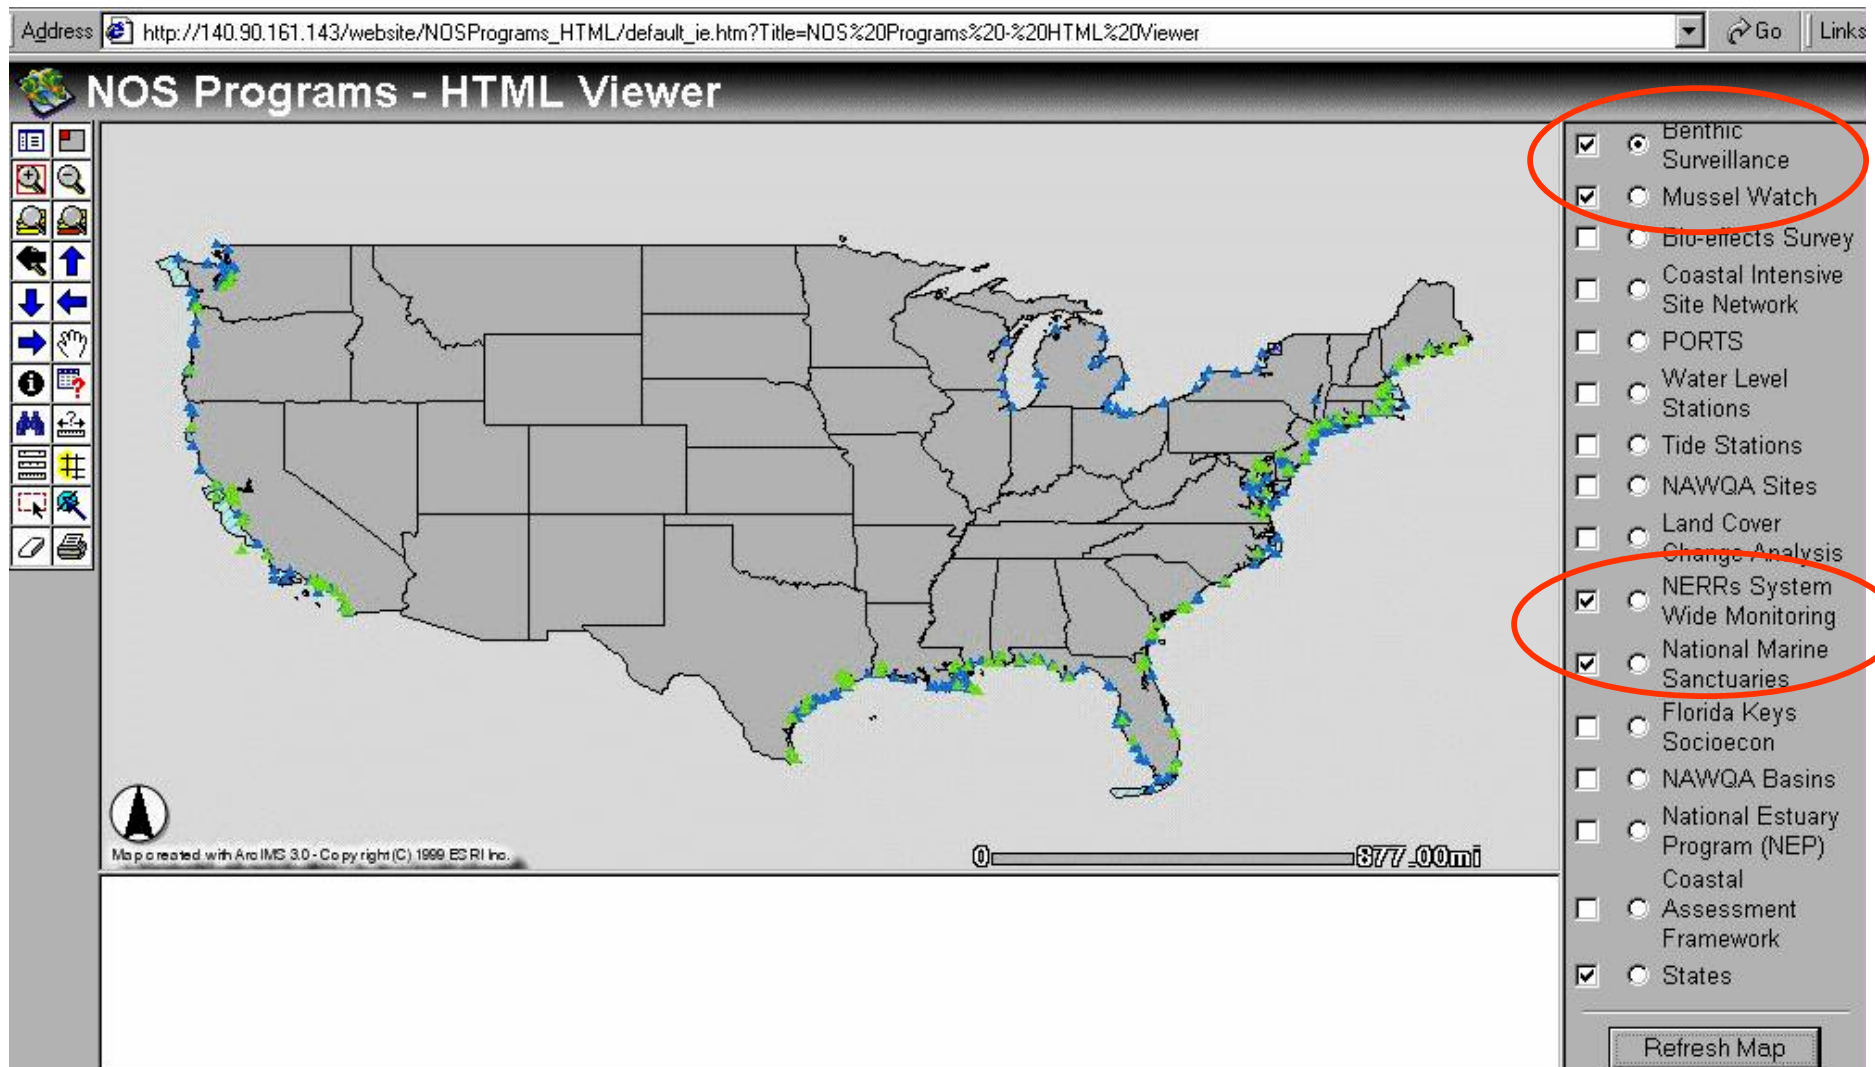 Address http://140.90.161.143/website/NOSPrograms_HTML/default_ie.htm?Title=NOS%20Programs%20-%20HTML%20Viewer Go Links
NOS Programs - HTML Viewer
Benthic
Surveillance
Mussel Watch
Bio-effects Survey
Coastal Intensive
Site Network
PORTS
Water Level
Stations
Tide Stations
NAWQA Sites
Land Cover
Change Analysis
NERRs System
Wide Monitoring
National Marine
Sanctuaries
Florida Keys
Socioecon
NAWQA Basins
National Estuary
Program (NEP)
Coastal
Assessment
Framework
States
Refresh Map
Map created with ArcIMS 3.0 - Copyright (C) 1999 ESRI Inc.
0 877.00mi